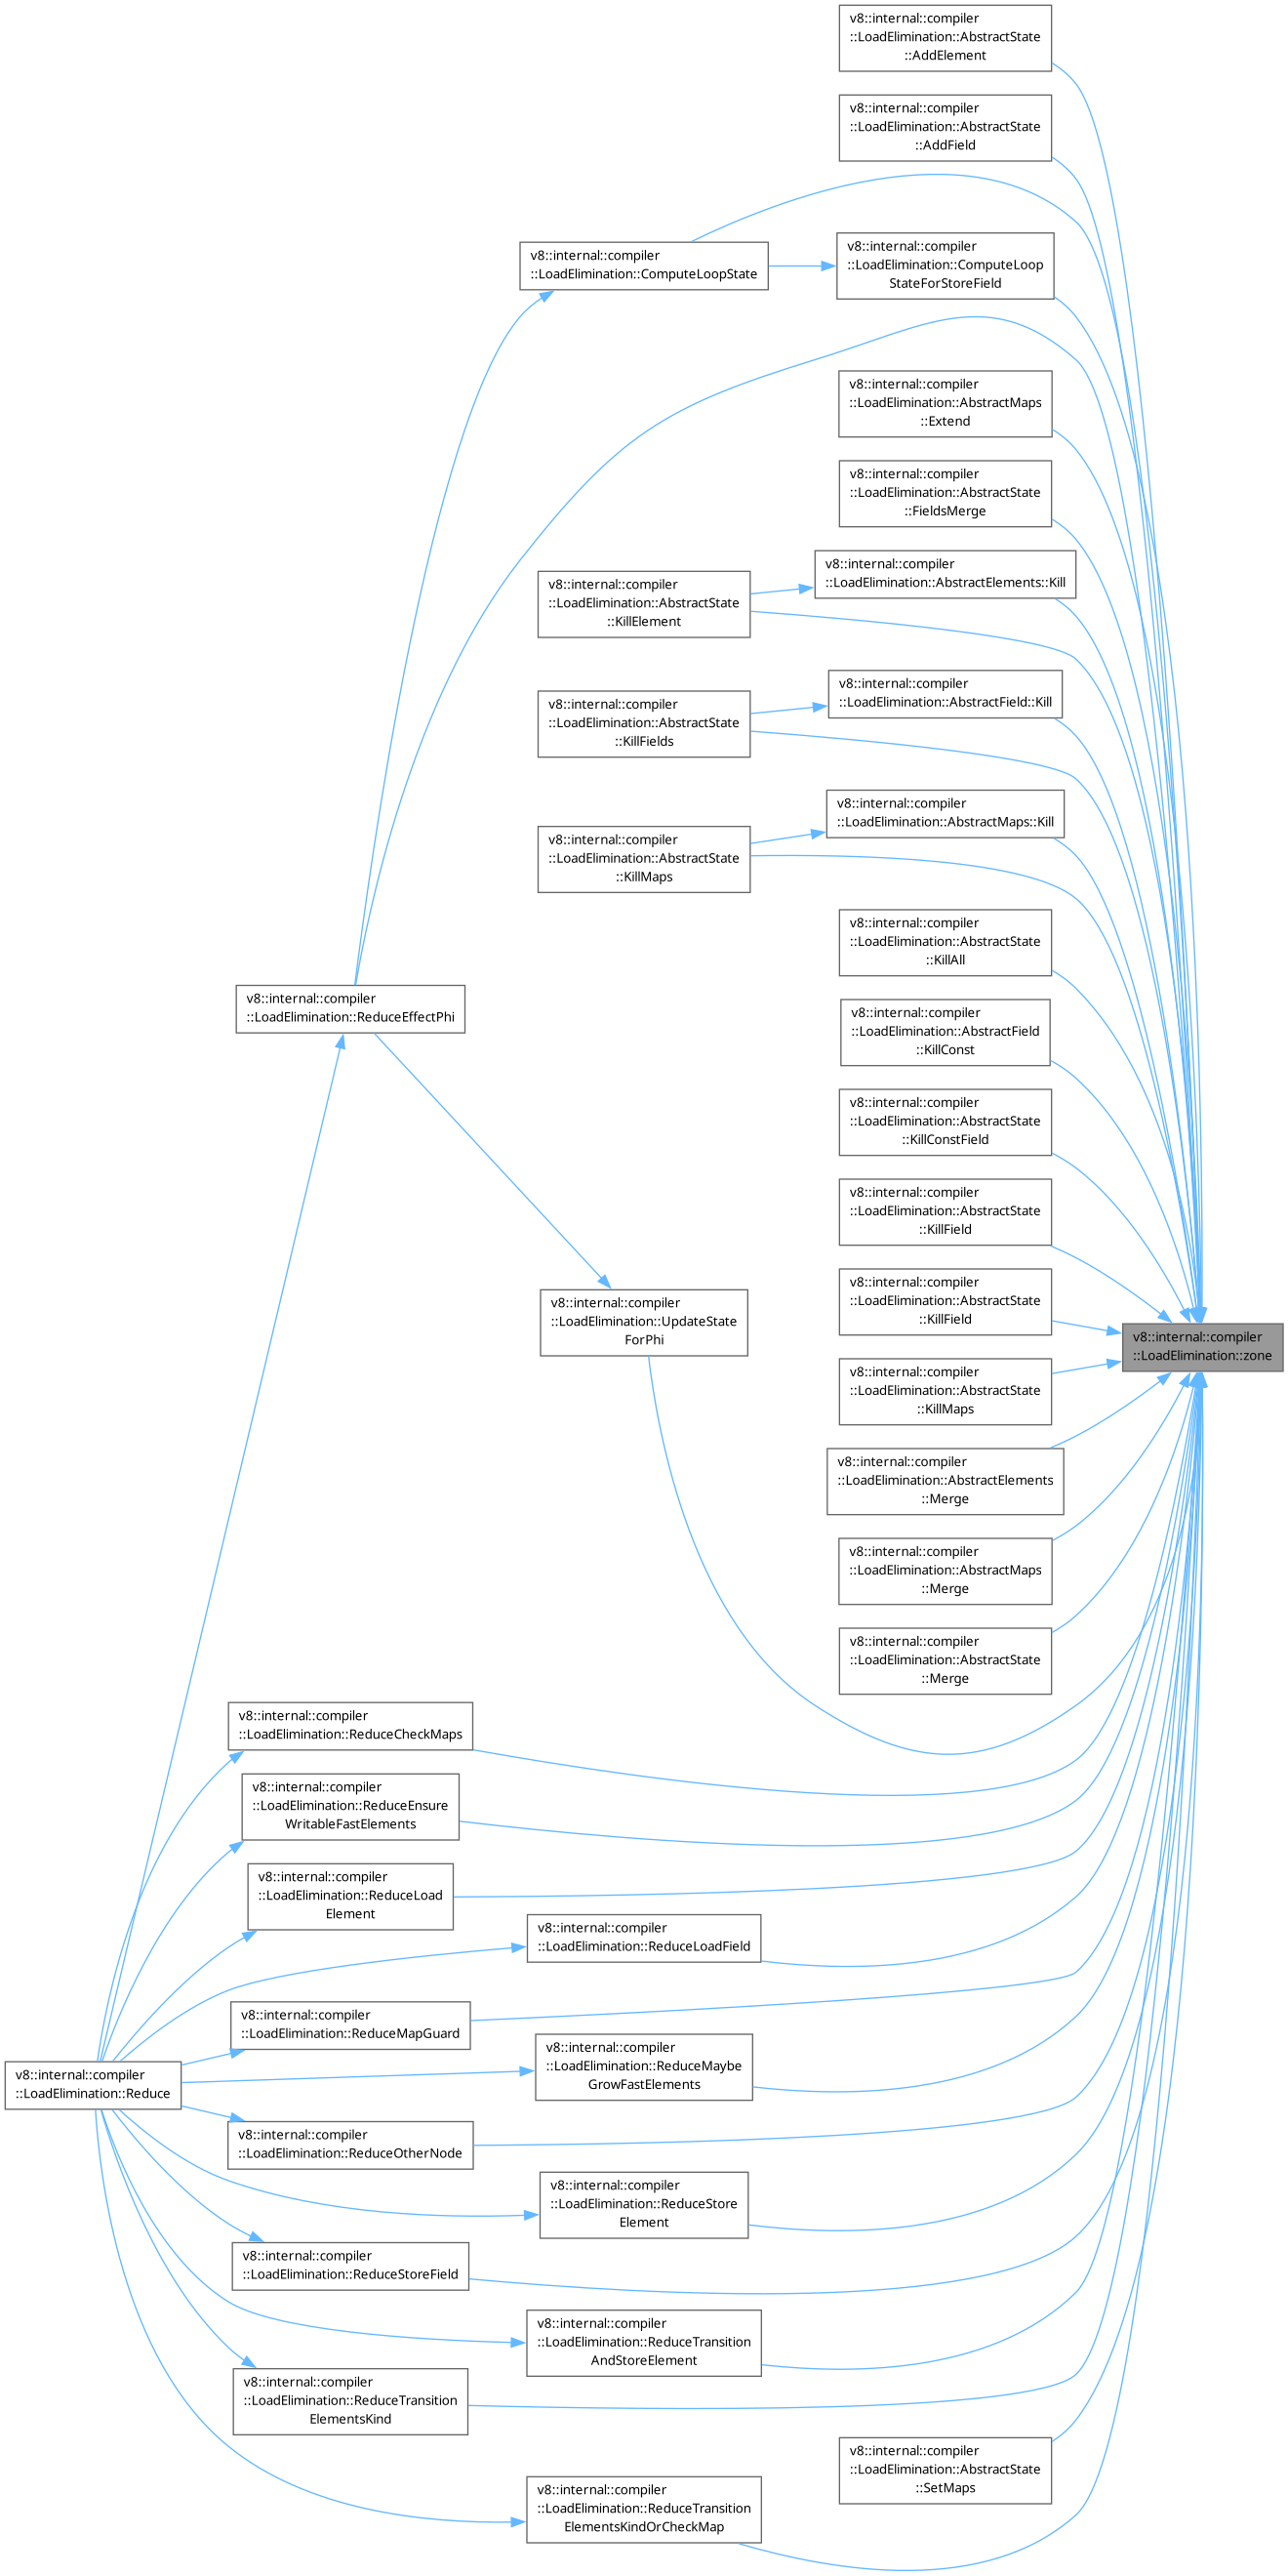 v8::internal::compiler
::LoadElimination::AbstractState
::AddElement
v8::internal::compiler
::LoadElimination::AbstractState
::AddField
v8::internal::compiler
::LoadElimination::ComputeLoopState
v8::internal::compiler
::LoadElimination::ComputeLoop
StateForStoreField
v8::internal::compiler
::LoadElimination::AbstractMaps
::Extend
v8::internal::compiler
::LoadElimination::AbstractState
::FieldsMerge
v8::internal::compiler
::LoadElimination::AbstractElements::Kill
v8::internal::compiler
::LoadElimination::AbstractState
::KillElement
v8::internal::compiler
::LoadElimination::AbstractField::Kill
v8::internal::compiler
::LoadElimination::AbstractState
::KillFields
v8::internal::compiler
::LoadElimination::AbstractMaps::Kill
v8::internal::compiler
::LoadElimination::AbstractState
::KillMaps
v8::internal::compiler
::LoadElimination::AbstractState
::KillAll
v8::internal::compiler
::LoadElimination::ReduceEffectPhi
v8::internal::compiler
::LoadElimination::AbstractField
::KillConst
v8::internal::compiler
::LoadElimination::AbstractState
::KillConstField
v8::internal::compiler
::LoadElimination::AbstractState
::KillField
v8::internal::compiler
::LoadElimination::AbstractState
::KillField
v8::internal::compiler
::LoadElimination::UpdateState
ForPhi
v8::internal::compiler
::LoadElimination::zone
v8::internal::compiler
::LoadElimination::AbstractState
::KillMaps
v8::internal::compiler
::LoadElimination::AbstractElements
::Merge
v8::internal::compiler
::LoadElimination::AbstractMaps
::Merge
v8::internal::compiler
::LoadElimination::AbstractState
::Merge
v8::internal::compiler
::LoadElimination::ReduceCheckMaps
v8::internal::compiler
::LoadElimination::ReduceEnsure
WritableFastElements
v8::internal::compiler
::LoadElimination::ReduceLoad
Element
v8::internal::compiler
::LoadElimination::ReduceLoadField
v8::internal::compiler
::LoadElimination::ReduceMapGuard
v8::internal::compiler
::LoadElimination::ReduceMaybe
GrowFastElements
v8::internal::compiler
::LoadElimination::Reduce
v8::internal::compiler
::LoadElimination::ReduceOtherNode
v8::internal::compiler
::LoadElimination::ReduceStore
Element
v8::internal::compiler
::LoadElimination::ReduceStoreField
v8::internal::compiler
::LoadElimination::ReduceTransition
AndStoreElement
v8::internal::compiler
::LoadElimination::ReduceTransition
ElementsKind
v8::internal::compiler
::LoadElimination::AbstractState
::SetMaps
v8::internal::compiler
::LoadElimination::ReduceTransition
ElementsKindOrCheckMap